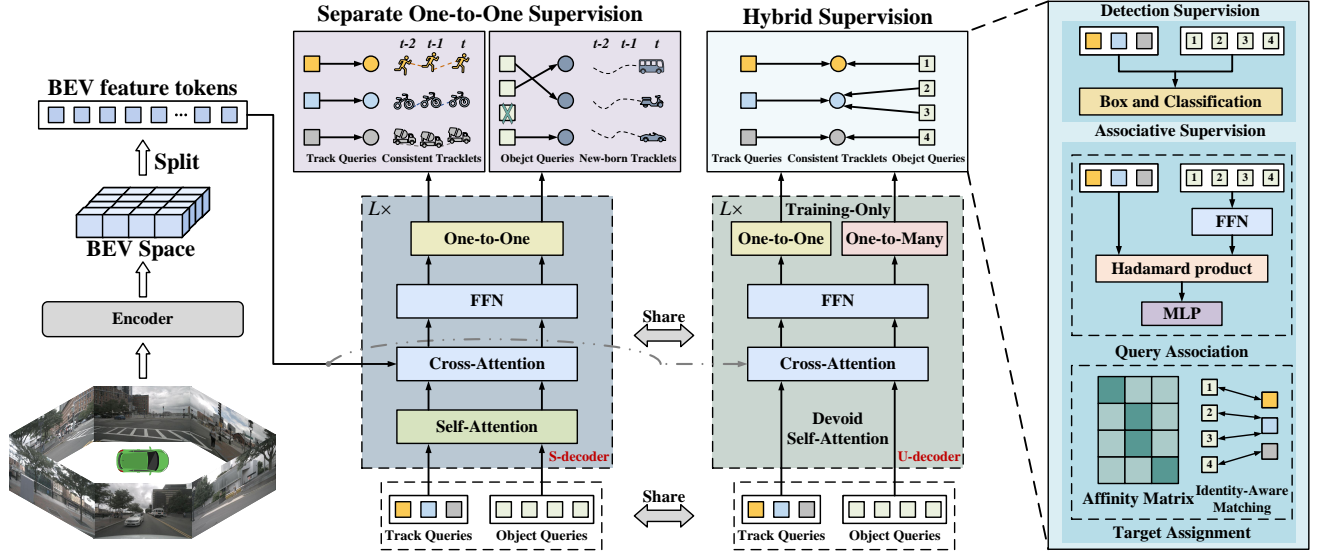 Separate One-to-One Supervision
t-2 t-1 t
Track Queries
Consistent Tracklets
t-2 t-1 t
Obejct Queries
New-born Tracklets
Hybrid Supervision
1
2
3
4
Track Queries
Consistent Tracklets
Obejct Queries
BEV feature tokens
...
Split
BEV Space
Encoder
L×
One-to-One
FFN
Cross-Attention
Self-Attention
S-decoder
Track Queries
Object Queries
Share
Share
L×
Training-Only
One-to-One
One-to-Many
FFN
Cross-Attention
Devoid
Self-Attention
U-decoder
Track Queries
Object Queries
Detection Supervision
1 2 3 4
Box and Classification
Associative Supervision
1 2 3 4
FFN
Hadamard product
MLP
Query Association
1
2
3
4
Affinity Matrix
Identity-Aware
Matching
Target Assignment